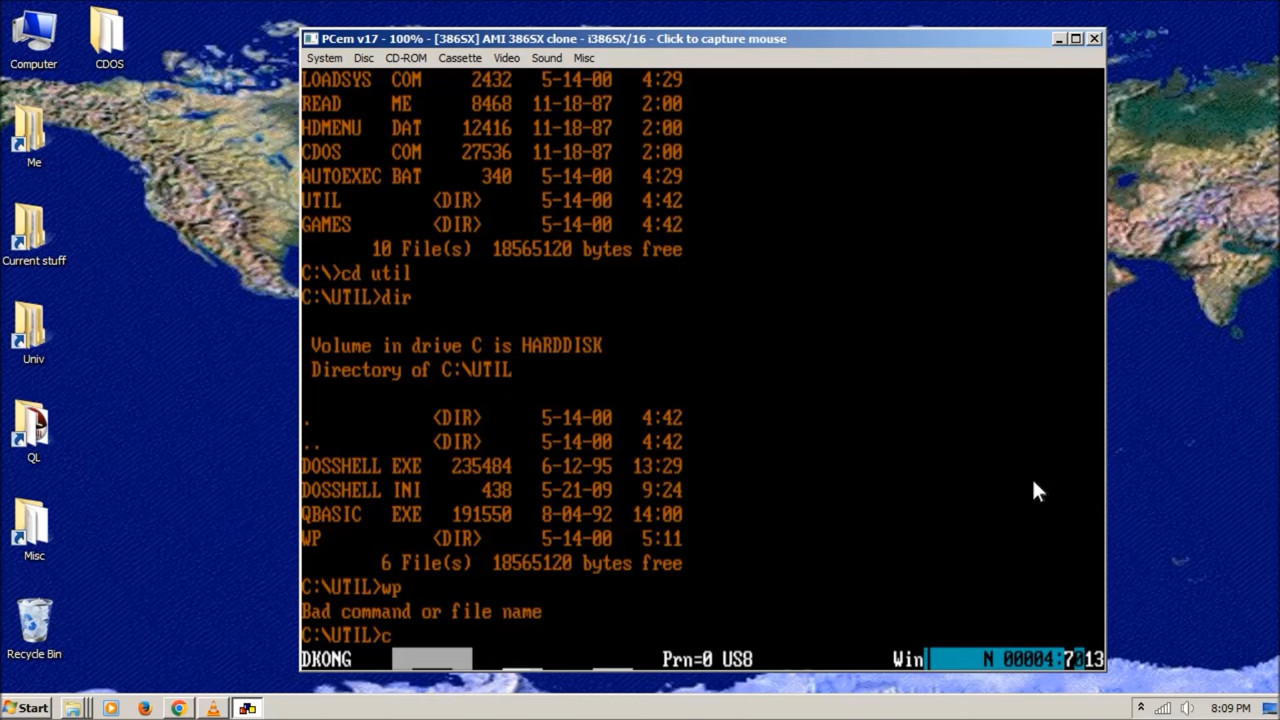 Computer
CDOS
Me
Current stuff
Univ
QL
Misc
Recycle Bin
PCem v17 - 100% - [386SX] AMI 386SX clone - i386SX/16 - Click to capture mouse
System Disc CD-ROM Cassette Video Sound Misc
LOADSYS COM 2432 5-14-00 4:29
READ ME 8468 11-18-87 2:00
HDMENU DAT 12416 11-18-87 2:00
CDOS COM 27536 11-18-87 2:00
AUTOEXEC BAT 340 5-14-00 4:29
UTIL <DIR> 5-14-00 4:42
GAMES <DIR> 5-14-00 4:42
10 File(s) 18565120 bytes free
C:\>cd util
C:\UTIL>dir
Volume in drive C is HARDDISK
Directory of C:\UTIL
. <DIR> 5-14-00 4:42
.. <DIR> 5-14-00 4:42
DOSSHELL EXE 235484 6-12-95 13:29
DOSSHELL INI 438 5-21-09 9:24
QBASIC EXE 191550 8-04-92 14:00
WP <DIR> 5-14-00 5:11
6 File(s) 18565120 bytes free
C:\UTIL>wp
Bad command or file name
C:\UTIL>c
DKONG Prn=0 US8 Win N
Start 8:09 PM